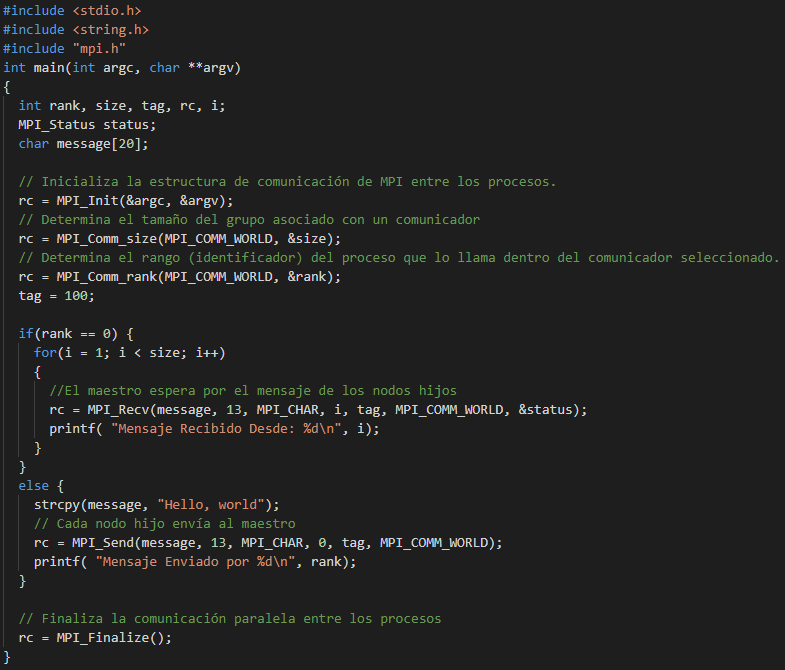 #include <stdio.h>
#include <string.h>
#include "mpi.h"
int main(int argc, char **argv)
{
  int rank, size, tag, rc, i;
  MPI_Status status;
  char message[20];

  // Inicializa la estructura de comunicación de MPI entre los procesos.
  rc = MPI_Init(&argc, &argv);
  // Determina el tamaño del grupo asociado con un comunicador
  rc = MPI_Comm_size(MPI_COMM_WORLD, &size);
  // Determina el rango (identificador) del proceso que lo llama dentro del comunicador seleccionado.
  rc = MPI_Comm_rank(MPI_COMM_WORLD, &rank);
  tag = 100;

  if(rank == 0) {
    for(i = 1; i < size; i++)
    {
      //El maestro espera por el mensaje de los nodos hijos
      rc = MPI_Recv(message, 13, MPI_CHAR, i, tag, MPI_COMM_WORLD, &status);
      printf( "Mensaje Recibido Desde: %d\n", i);
    }
  }
  else {
    strcpy(message, "Hello, world");
    // Cada nodo hijo envía al maestro
    rc = MPI_Send(message, 13, MPI_CHAR, 0, tag, MPI_COMM_WORLD);
    printf( "Mensaje Enviado por %d\n", rank);
  }

  // Finaliza la comunicación paralela entre los procesos
  rc = MPI_Finalize();
}